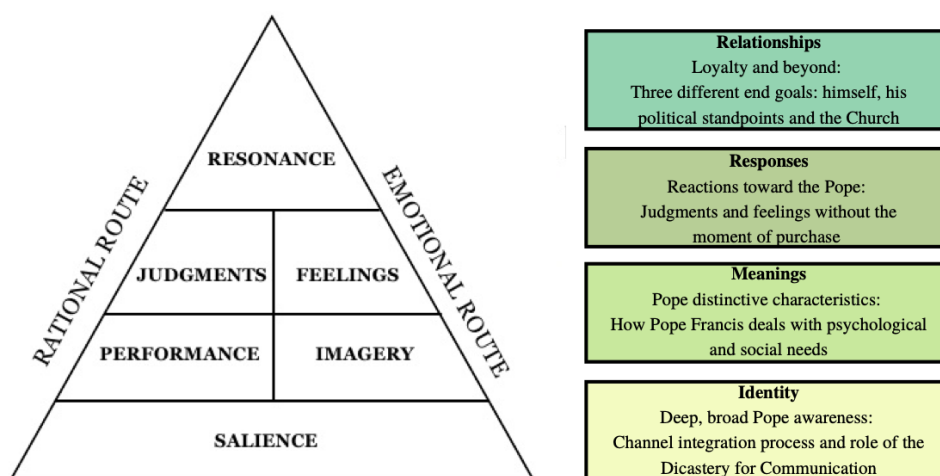 RESONANCE
RATIONAL ROUTE
EMOTIONAL ROUTE
JUDGMENTS
FEELINGS
PERFORMANCE
IMAGERY
SALIENCE
Relationships
Loyalty and beyond:
Three different end goals: himself, his
political standpoints and the Church
Responses
Reactions toward the Pope:
Judgments and feelings without the
moment of purchase
Meanings
Pope distinctive characteristics:
How Pope Francis deals with psychological
and social needs
Identity
Deep, broad Pope awareness:
Channel integration process and role of the
Dicastery for Communication